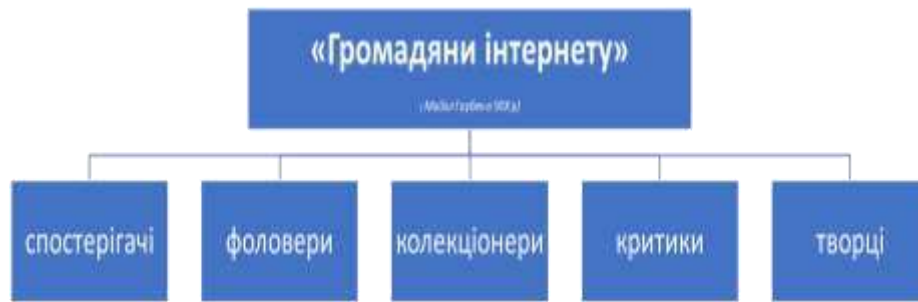 «Громадяни інтернету»
спостерігачі
фоловери
колекціонери
критики
творці